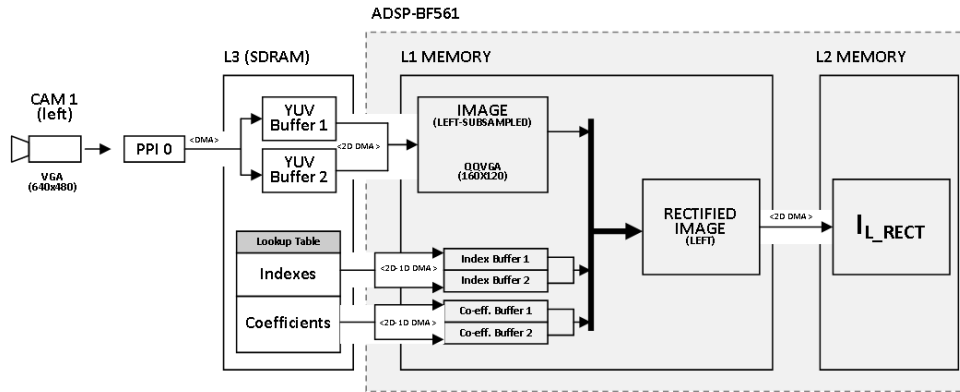 ADSP-BF561
L3 (SDRAM)
L1 MEMORY
L2 MEMORY
CAM 1
(left)
VGA
(640x480)
PPI 0
<DMA>
YUV
Buffer 1
YUV
Buffer 2
<2D DMA>
IMAGE
(LEFT-SUBSAMPLED)
QQVGA
(160X120)
Lookup Table
Indexes
Coefficients
<2D-1D DMA>
Index Buffer 1
Index Buffer 2
<2D-1D DMA>
Co-eff. Buffer 1
Co-eff. Buffer 2
RECTIFIED
IMAGE
(LEFT)
<2D DMA>
IL_RECT